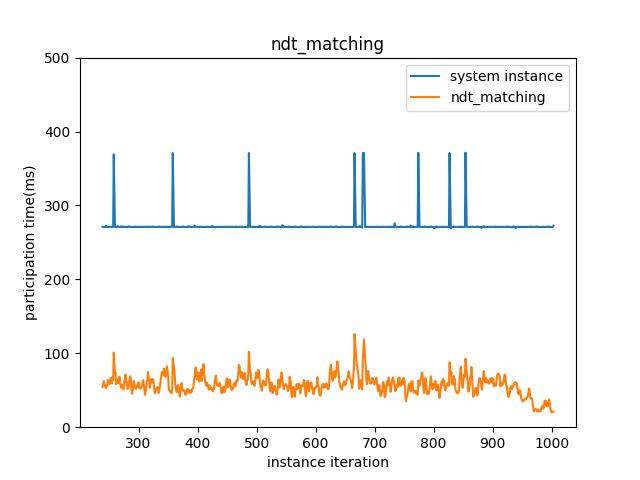 ndt_matching
system instance
ndt_matching
participation time(ms)
500
400
300
200
100
0
300
400
500
600
700
800
900
1000
instance iteration